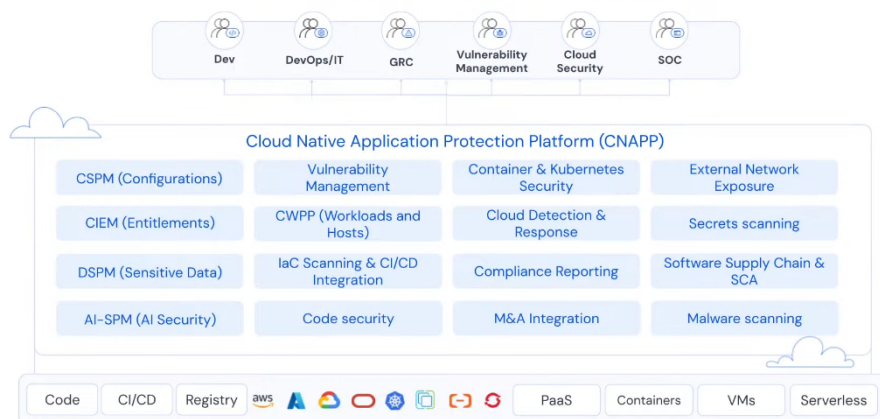 Dev
DevOps/IT
GRC
Vulnerability
Management
Cloud
Security
SOC
Cloud Native Application Protection Platform (CNAPP)
CSPM (Configurations)
Vulnerability
Management
Container & Kubernetes
Security
External Network
Exposure
CIEM (Entitlements)
CWPP (Workloads and
Hosts)
Cloud Detection &
Response
Secrets scanning
DSPM (Sensitive Data)
IaC Scanning & CI/CD
Integration
Compliance Reporting
Software Supply Chain &
SCA
AI-SPM (AI Security)
Code security
M&A Integration
Malware scanning
Code
CI/CD
Registry
aws
PaaS
Containers
VMs
Serverless